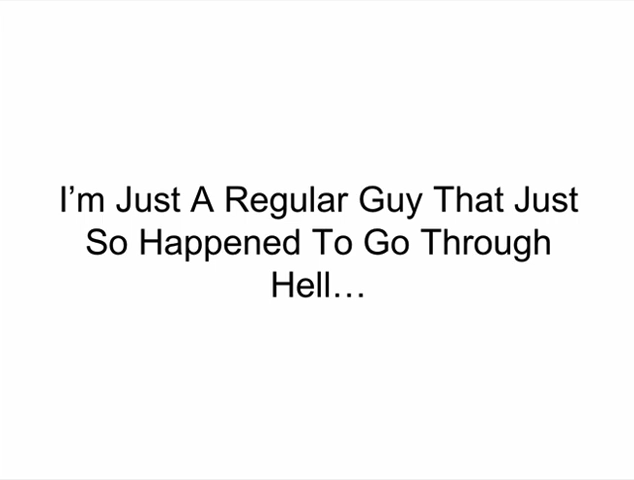 I’m Just A Regular Guy That Just
So Happened To Go Through
Hell…